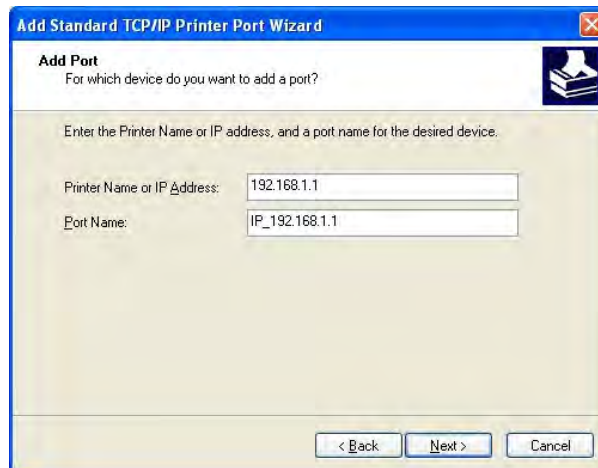 Add Standard TCP/IP Printer Port Wizard
Add Port
For which device do you want to add a port?
Enter the Printer Name or IP address, and a port name for the desired device.
Printer Name or IP Address: 192.168.1.1
Port Name: IP_192.168.1.1
< Back Next > Cancel